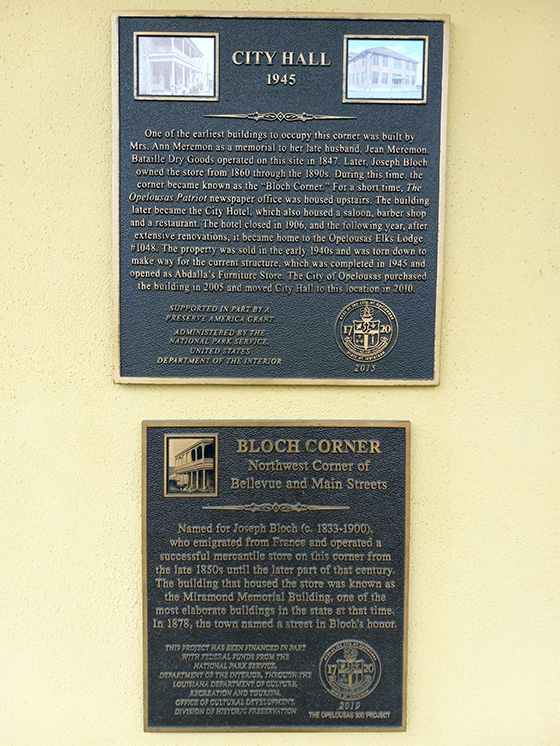 CITY HALL
1945
One of the earliest buildings to occupy this corner was built by
Mrs. Ann Meremon as a memorial to her late husband, Jean Meremon.
Bataille Dry Goods operated on this site in 1847. Later, Joseph Bloch
owned the store from 1860 through the 1890s. During this time, the
corner became known as the “Bloch Corner.” For a short time, The
Opelousas Patriot newspaper office was housed upstairs. The building
later became the City Hotel, which also housed a saloon, barber shop
and a restaurant. The hotel closed in 1906, and the following year, after
extensive renovations, it became home to the Opelousas Elks Lodge
#1048. The property was sold in the early 1940s and was torn down to
make way for the current structure, which was completed in 1945 and
opened as Abdalla's Furniture Store. The City of Opelousas purchased
the building in 2005 and moved City Hall to this location in 2010.
SUPPORTED IN PART BY A
PRESERVE AMERICA GRANT
ADMINISTERED BY THE
NATIONAL PARK SERVICE,
UNITED STATES
DEPARTMENT OF THE INTERIOR
17 20
2015
BLOCH CORNER
Northwest Corner of
Bellevue and Main Streets
Named for Joseph Bloch (c. 1833-1900),
who emigrated from France and operated a
successful mercantile store on this corner from
the late 1850s until the later part of that century.
The building that housed the store was known as
the Miramond Memorial Building, one of the
most elaborate buildings in the state at that time.
In 1878, the town named a street in Bloch's honor.
THIS PROJECT HAS BEEN FINANCED IN PART
WITH FEDERAL FUNDS FROM THE
NATIONAL PARK SERVICE,
DEPARTMENT OF THE INTERIOR, THROUGH THE
LOUISIANA DEPARTMENT OF CULTURE,
RECREATION AND TOURISM,
OFFICE OF CULTURAL DEVELOPMENT,
DIVISION OF HISTORIC PRESERVATION
17 20
2019
THE OPELOUSAS 300 PROJECT